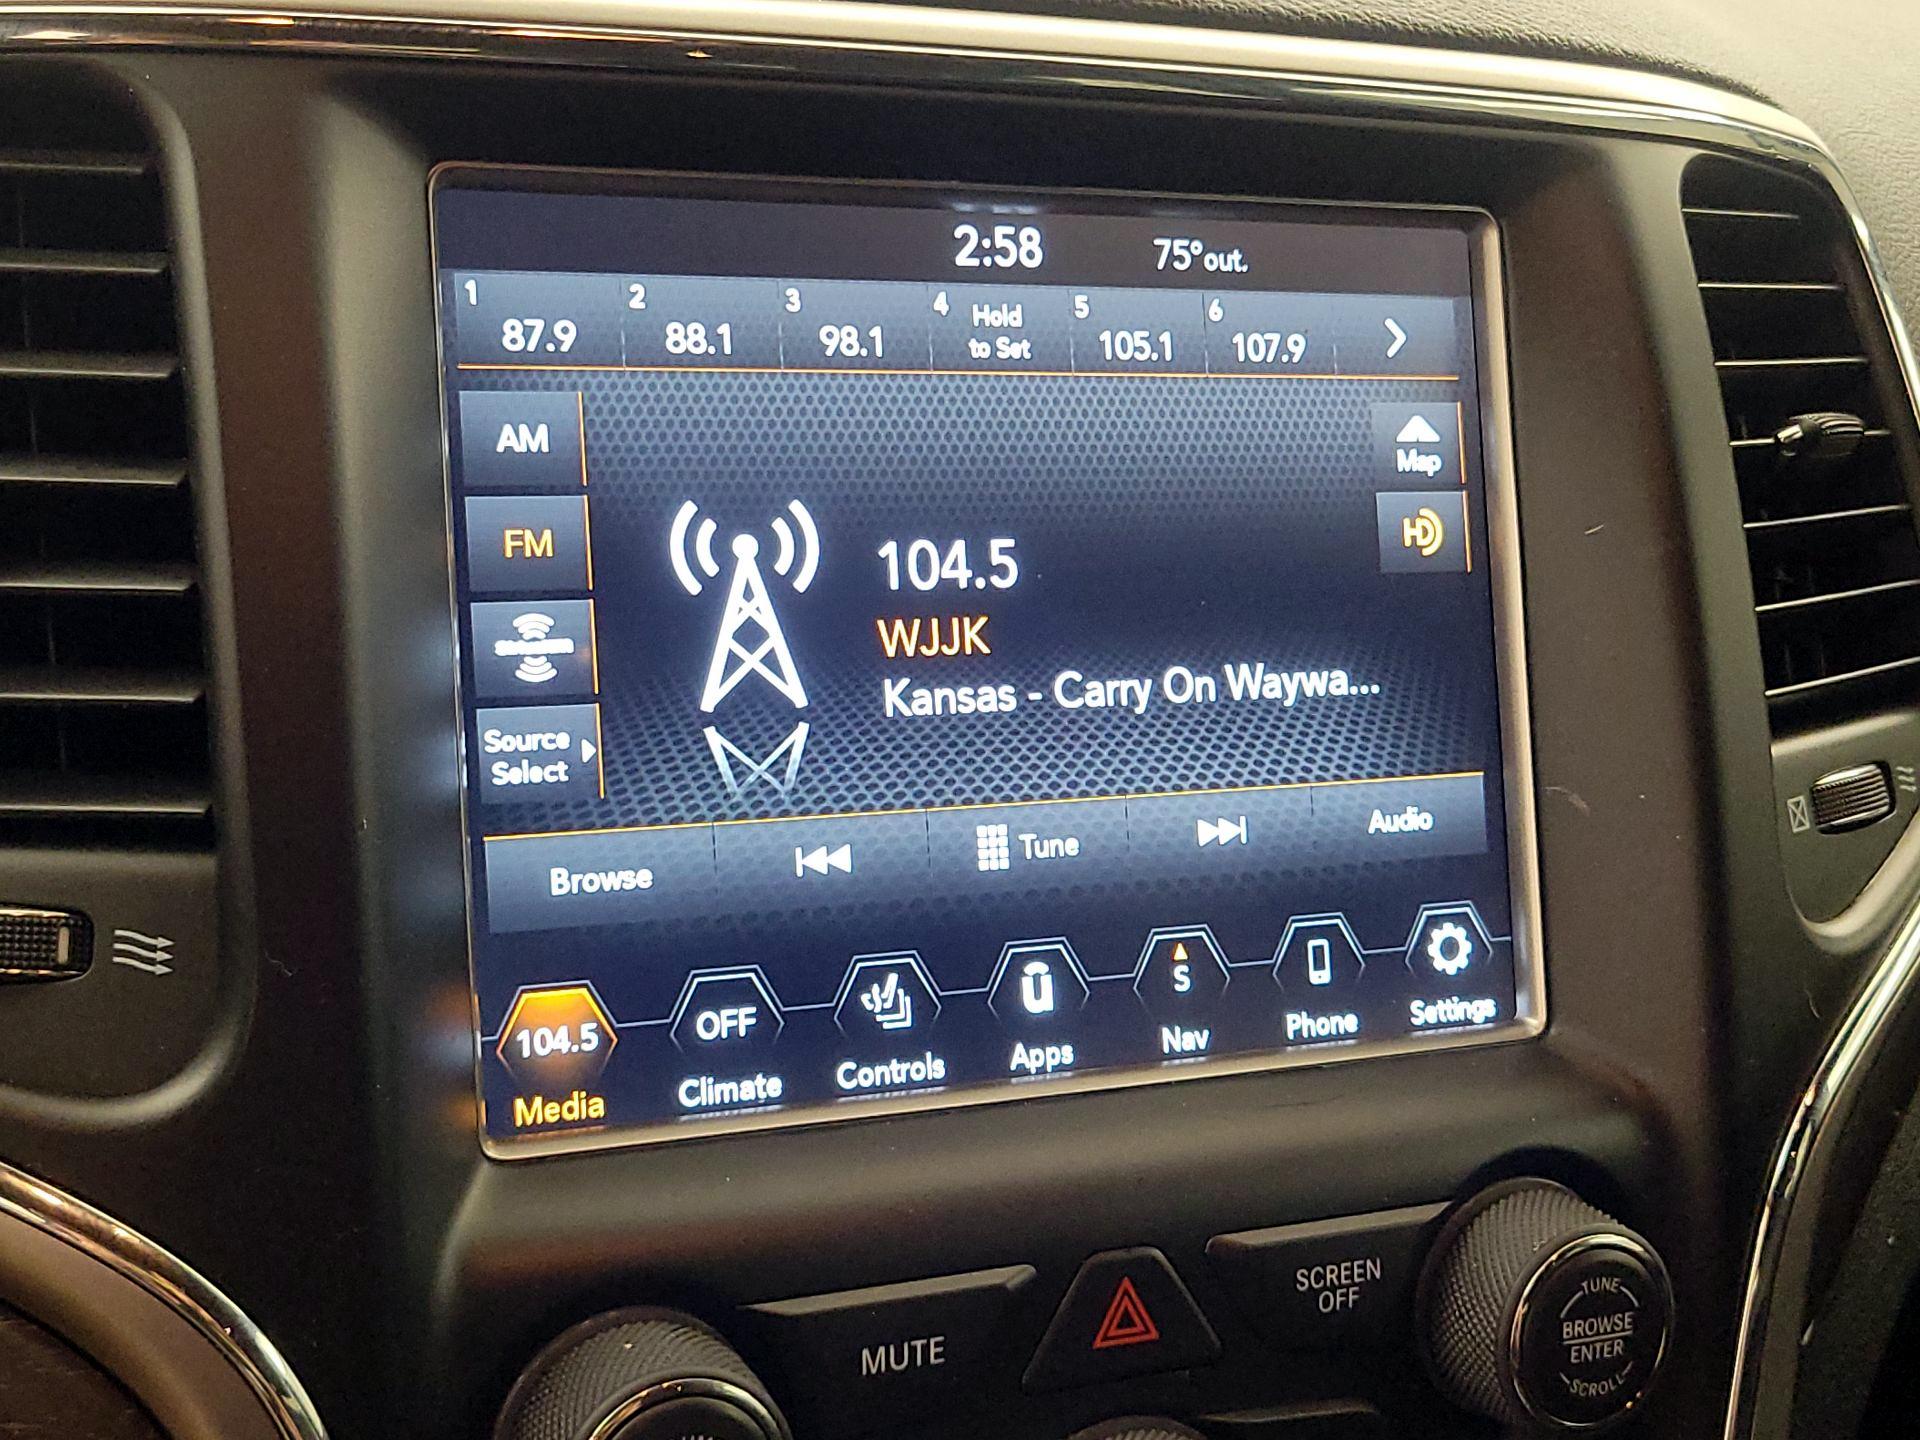 2:58 75° out.
1 87.9 2 88.1 3 98.1 4 Hold to Set 5 105.1 6 107.9
AM
Map
FM
HD
104.5
WJJK
Kansas - Carry On Waywa...
Source
Select
Browse Tune Audio
104.5 OFF S
Media Climate Controls Apps Nav Phone Settings
MUTE
SCREEN
OFF
TUNE
BROWSE
ENTER
SCROLL